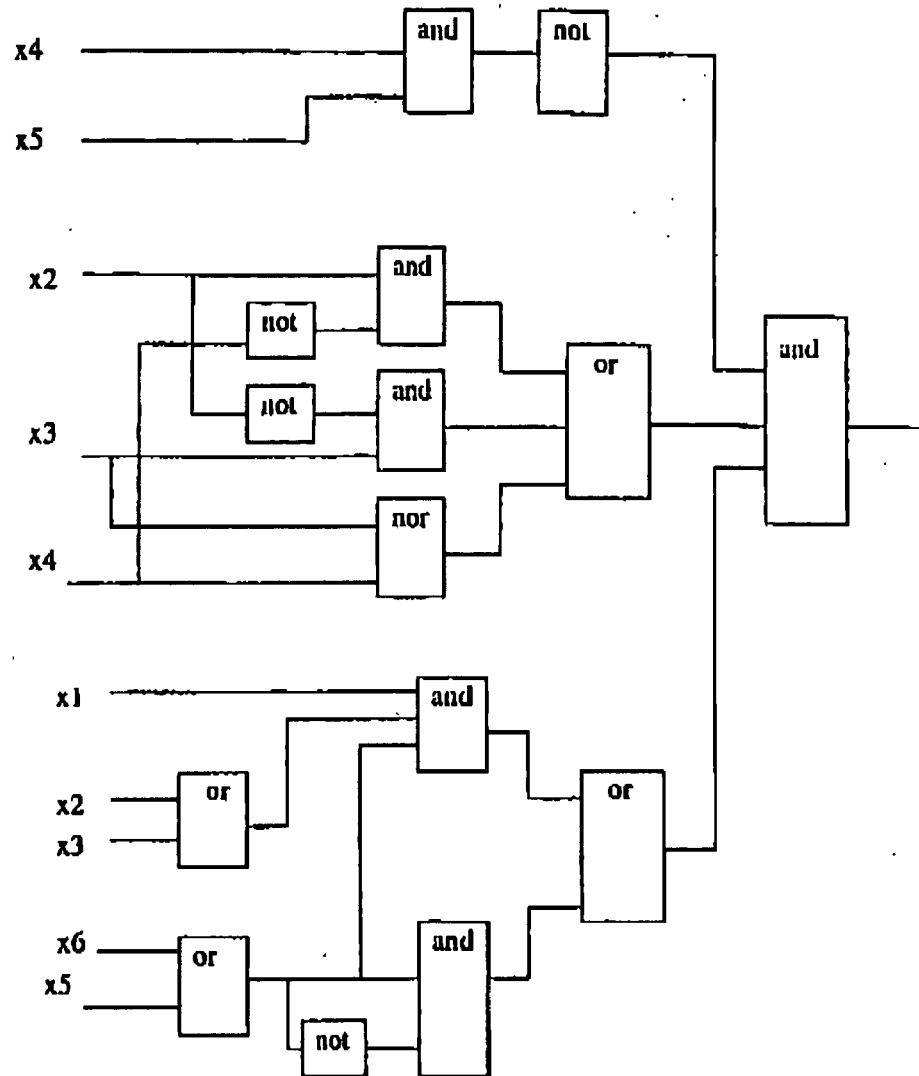 and not
x4
x5
x2 and
not
and
or
and
not
x3
nor
x4
x1 and
or or
x2
x3
x6 and
or
x5
not